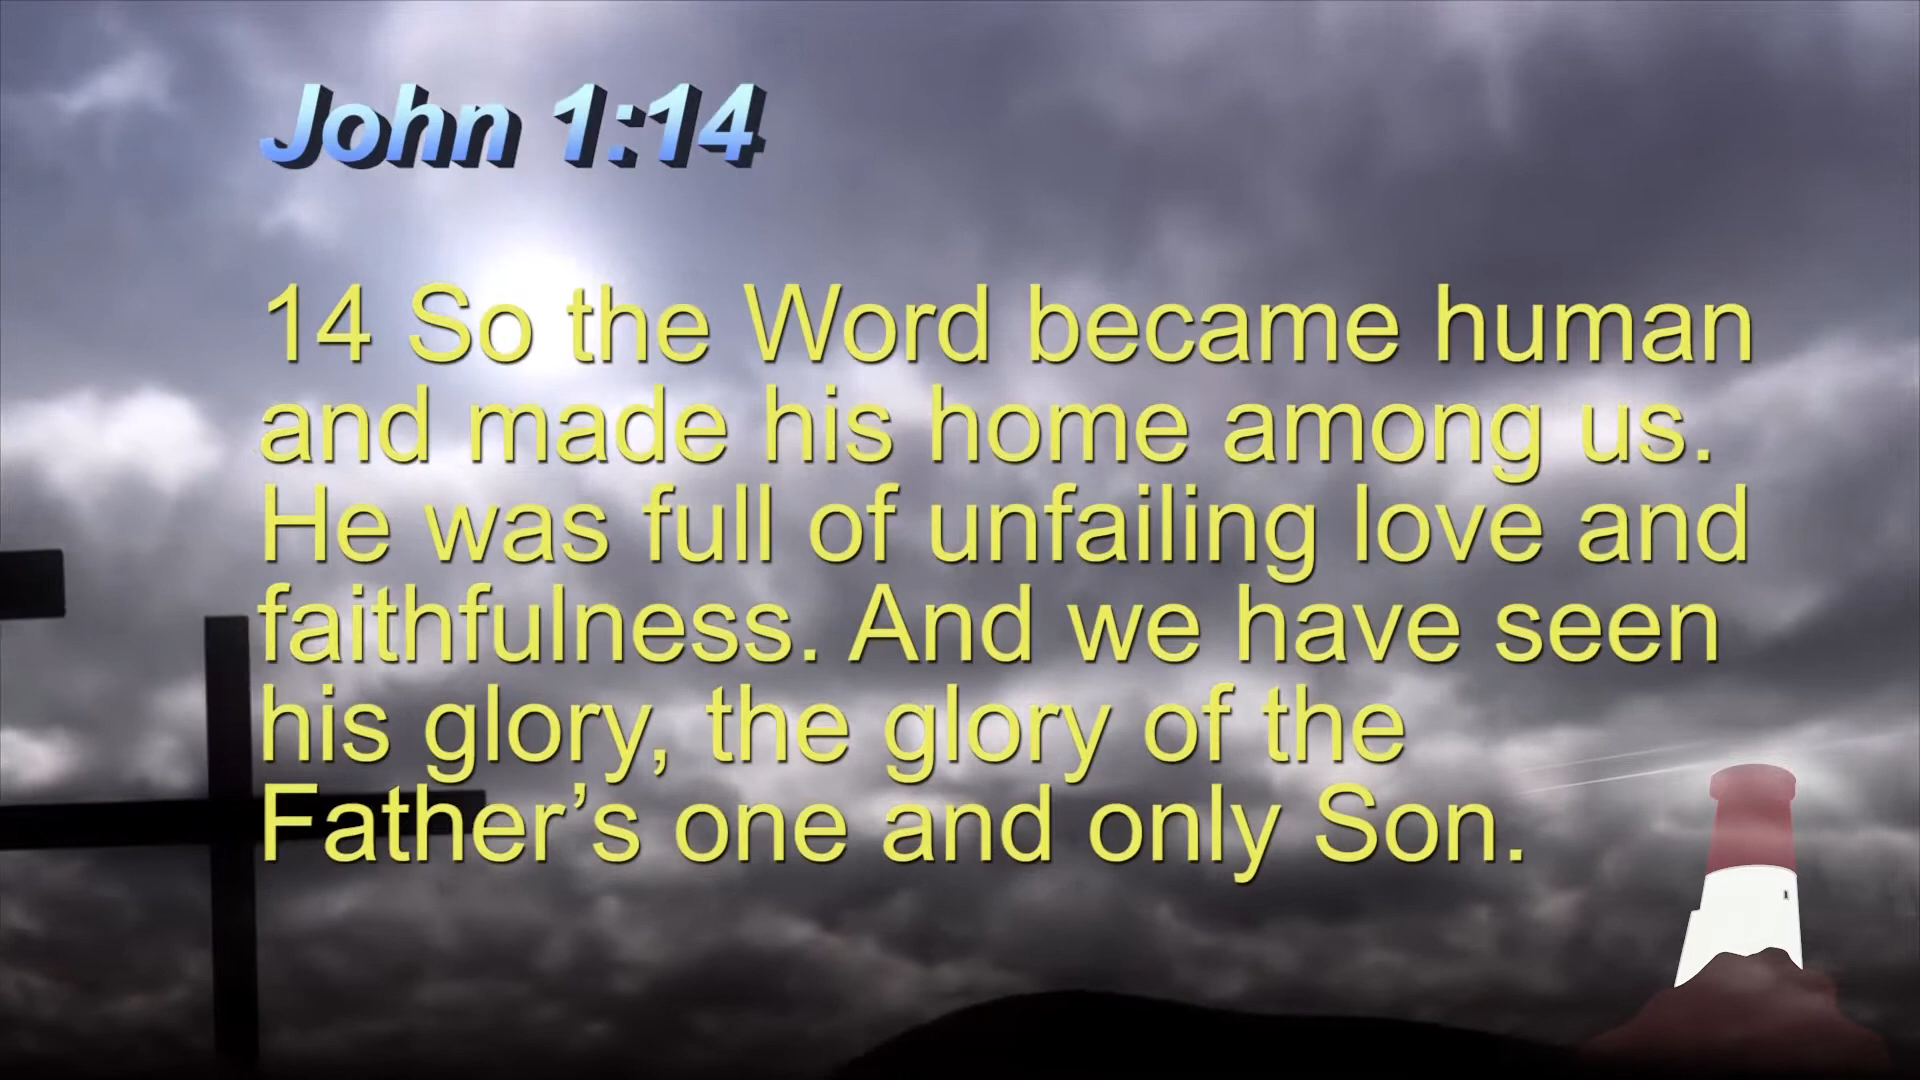 John 1:14
14 So the Word became human
and made his home among us.
He was full of unfailing love and
faithfulness. And we have seen
his glory, the glory of the
Father’s one and only Son.